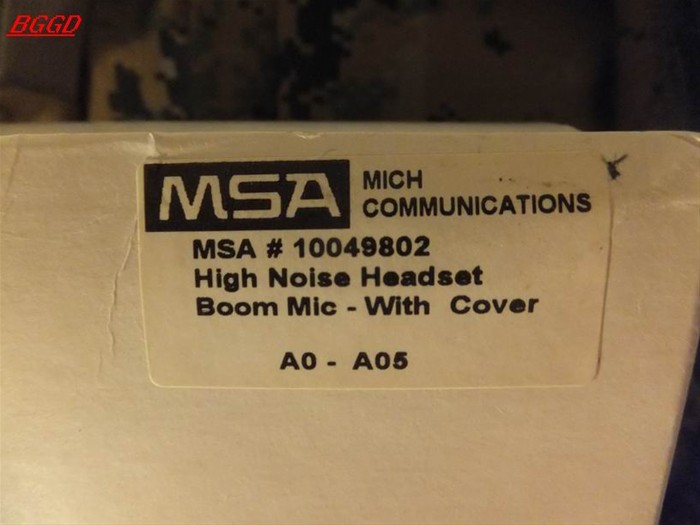 BGGD
MSA MICH
COMMUNICATIONS
MSA # 10049802
High Noise Headset
Boom Mic - With Cover
A0 - A05